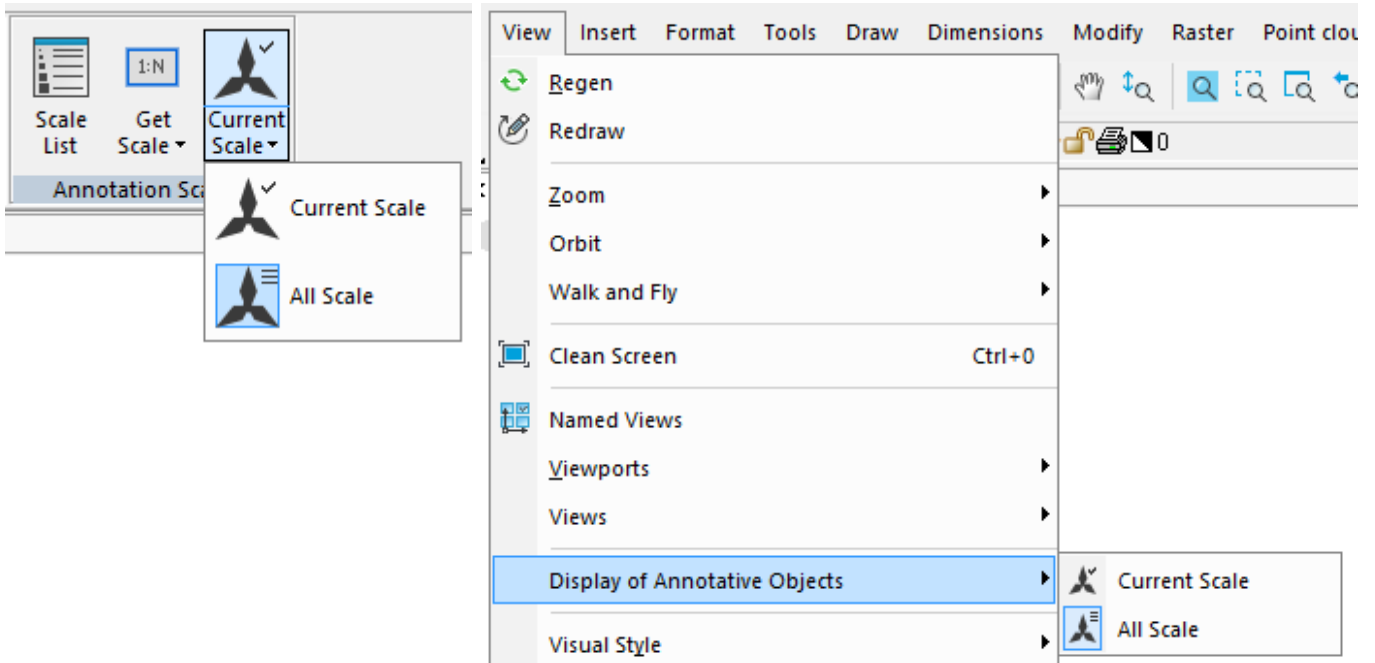 1:N
Scale
List
Get
Scale
Current
Scale
Annotation Sca
Current Scale
All Scale
View Insert Format Tools Draw Dimensions Modify Raster Point clou
Regen
Redraw
0
Zoom
Orbit
Walk and Fly
Clean Screen Ctrl+0
Named Views
Viewports
Views
Display of Annotative Objects
Current Scale
All Scale
Visual Style